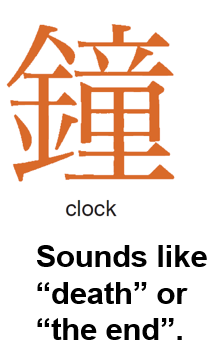 鐘
clock
Sounds like
“death” or
“the end”.